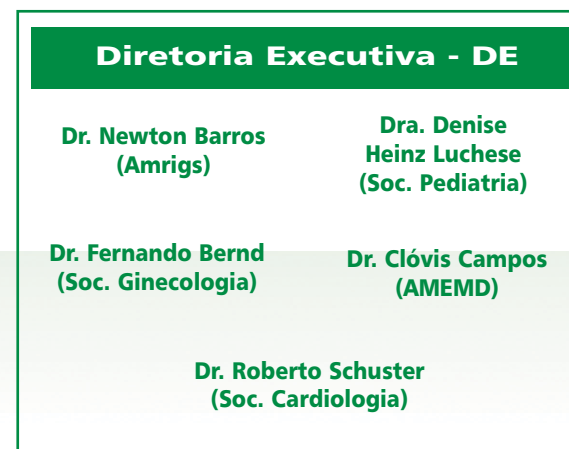 Diretoria Executiva - DE
Dr. Newton Barros
(Amrigs)
Dra. Denise
Heinz Luchese
(Soc. Pediatria)
Dr. Fernando Bernd
(Soc. Ginecologia)
Dr. Clóvis Campos
(AMEMD)
Dr. Roberto Schuster
(Soc. Cardiologia)